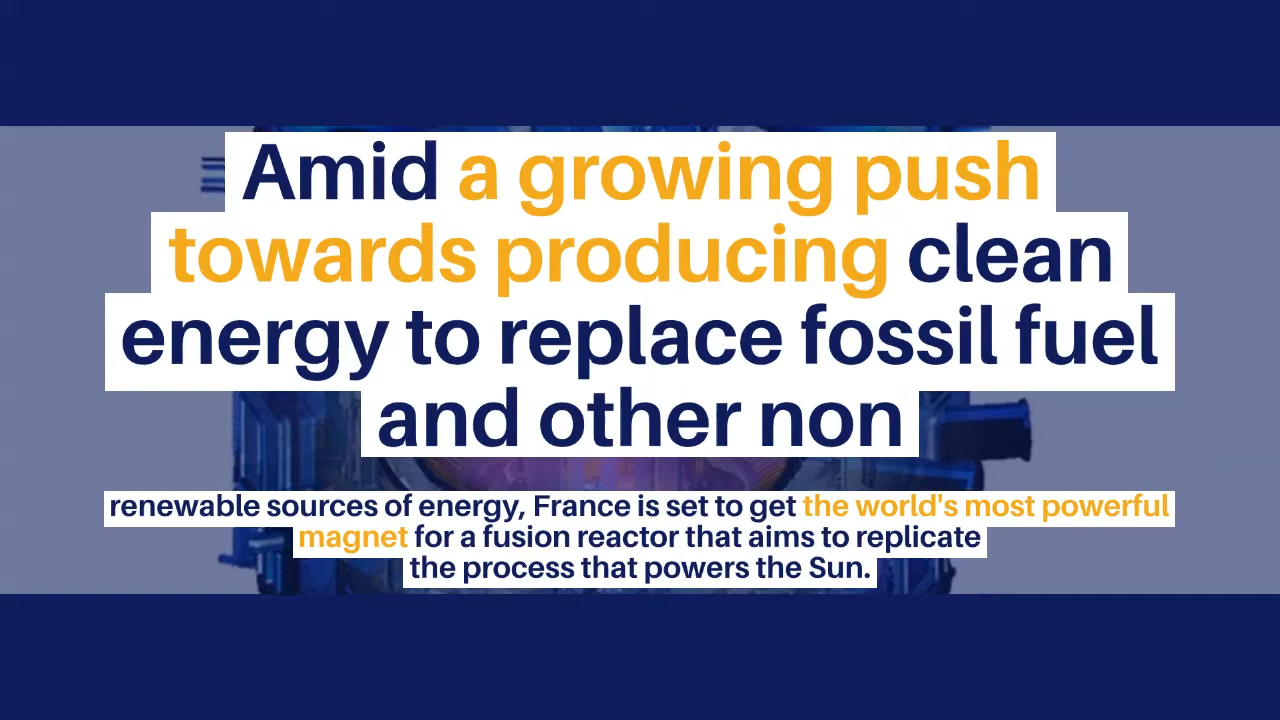 Amid a growing push
towards producing clean
energy to replace fossil fuel
and other non
renewable sources of energy, France is set to get the world's most powerful
magnet for a fusion reactor that aims to replicate
the process that powers the Sun.